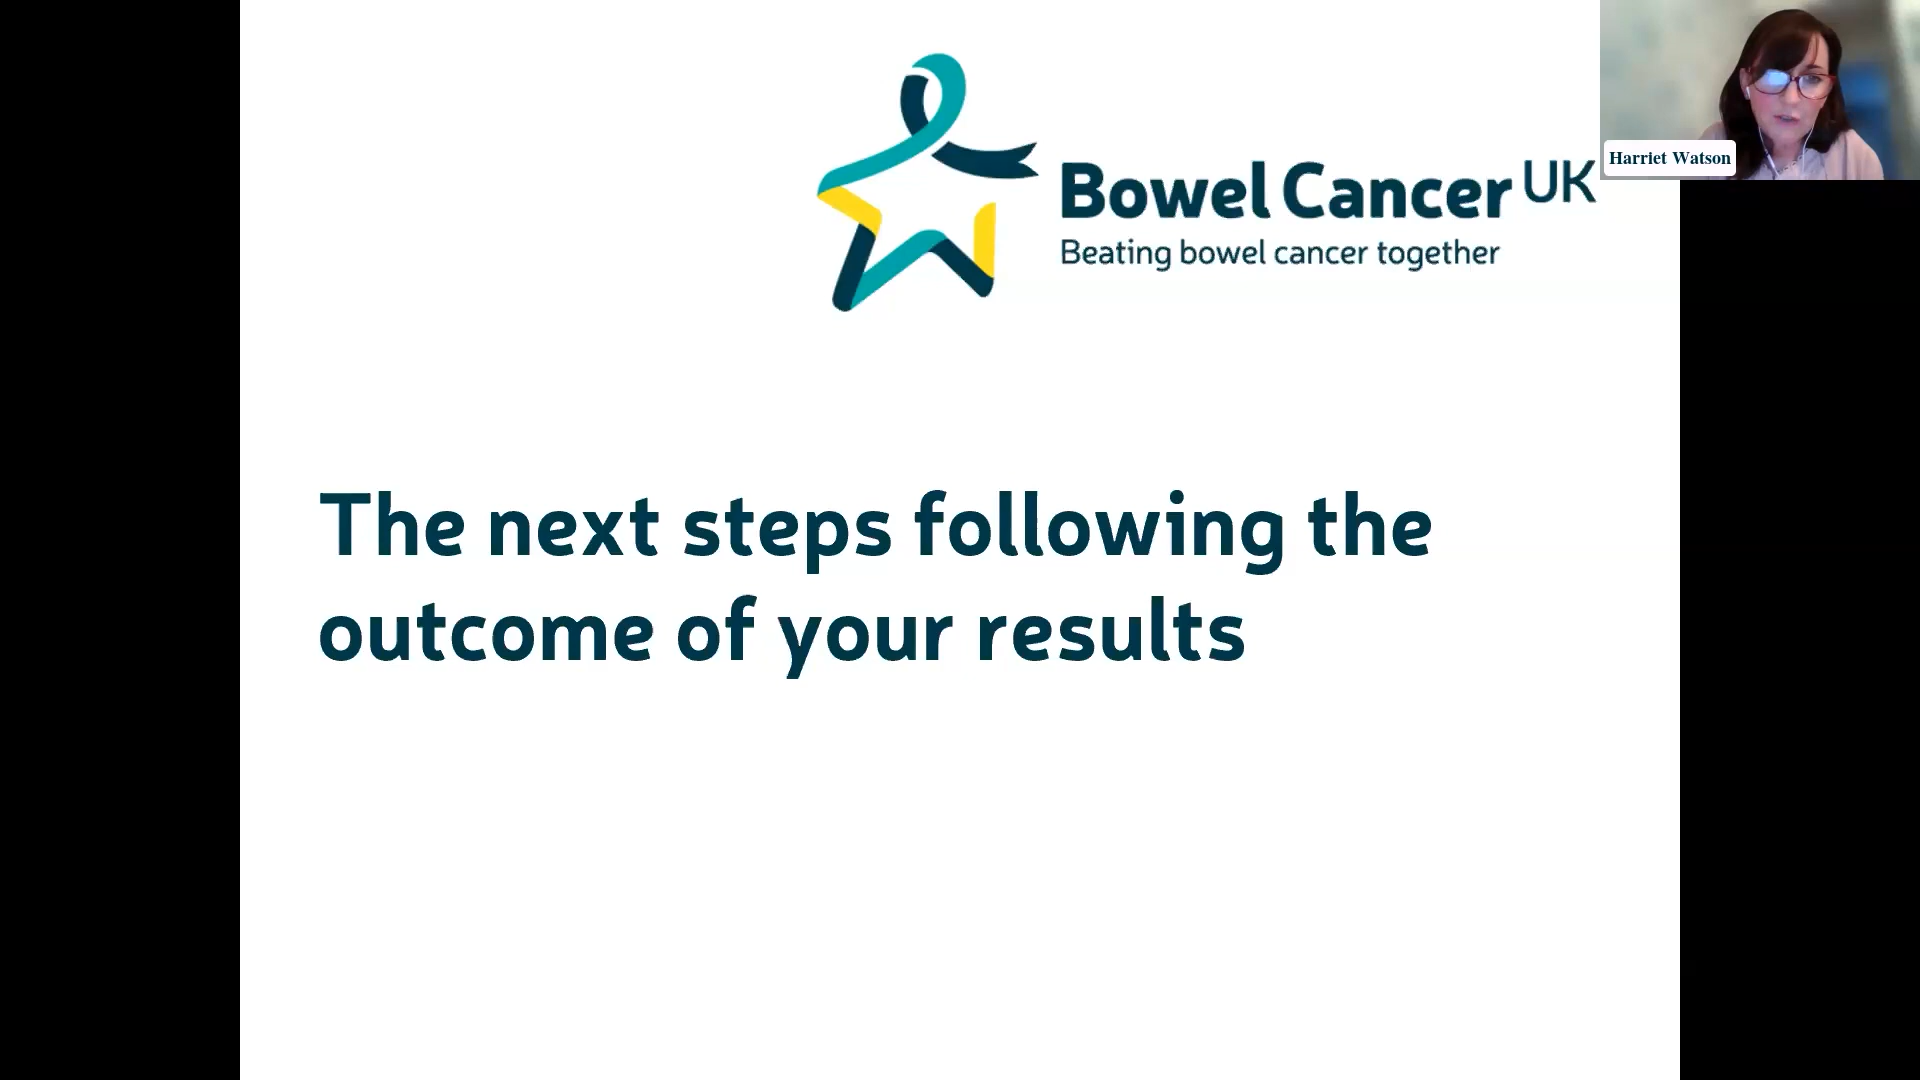 Bowel Cancer UK
Beating bowel cancer together
Harriet Watson
The next steps following the
outcome of your results